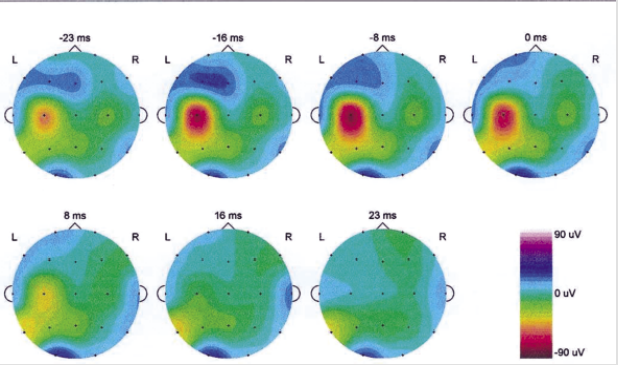 -23 ms
-16 ms
-8 ms
0 ms
L R
L R
L R
L R
8 ms
16 ms
23 ms
L R
L R
L R
90 uV
0 uV
-90 uV